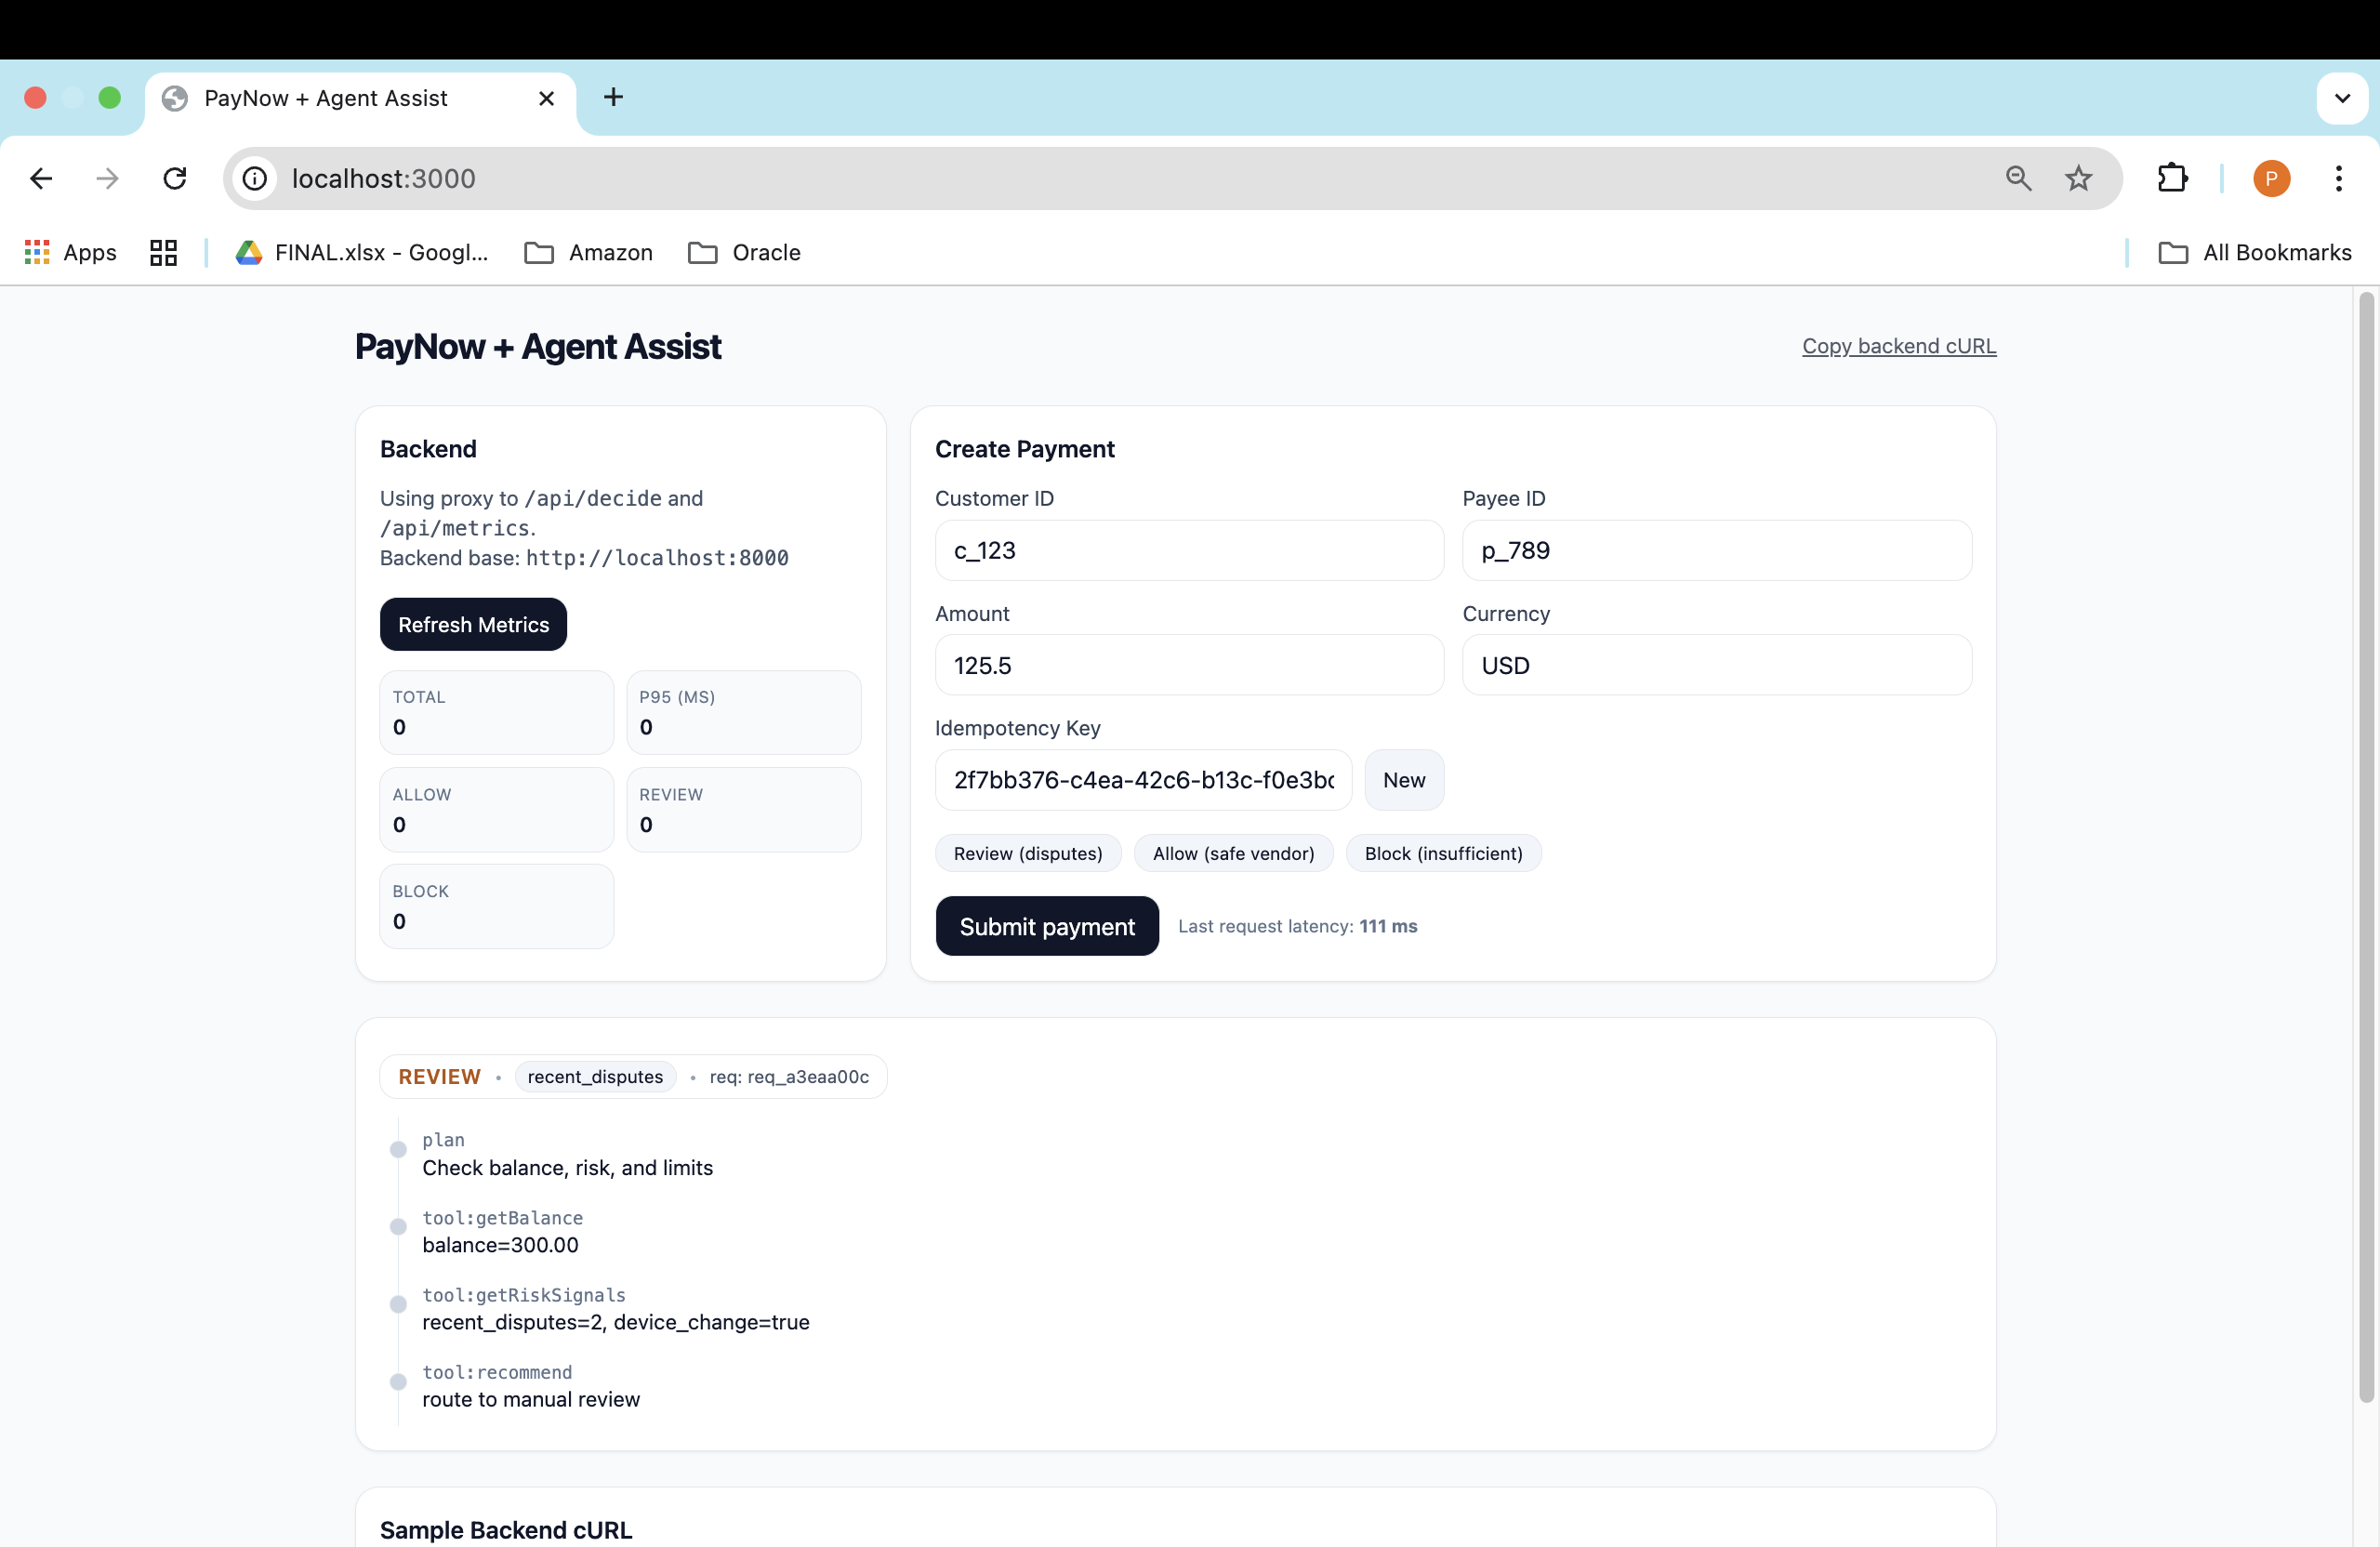 PayNow + Agent Assist
localhost:3000
P
Apps
FINAL.xlsx - Googl...
Amazon
Oracle
All Bookmarks
PayNow + Agent Assist
Copy backend cURL
Backend
Using proxy to /api/decide and
/api/metrics.
Backend base: http://localhost:8000
Refresh Metrics
TOTAL
0
P95 (MS)
0
ALLOW
0
REVIEW
0
BLOCK
0
Create Payment
Customer ID
c_123
Payee ID
p_789
Amount
125.5
Currency
USD
Idempotency Key
2f7bb376-c4ea-42c6-b13c-f0e3bc
New
Review (disputes)
Allow (safe vendor)
Block (insufficient)
Submit payment
Last request latency: 111 ms
REVIEW • recent_disputes • req: req_a3eaa00c
plan
Check balance, risk, and limits
tool:getBalance
balance=300.00
tool:getRiskSignals
recent_disputes=2, device_change=true
tool:recommend
route to manual review
Sample Backend cURL